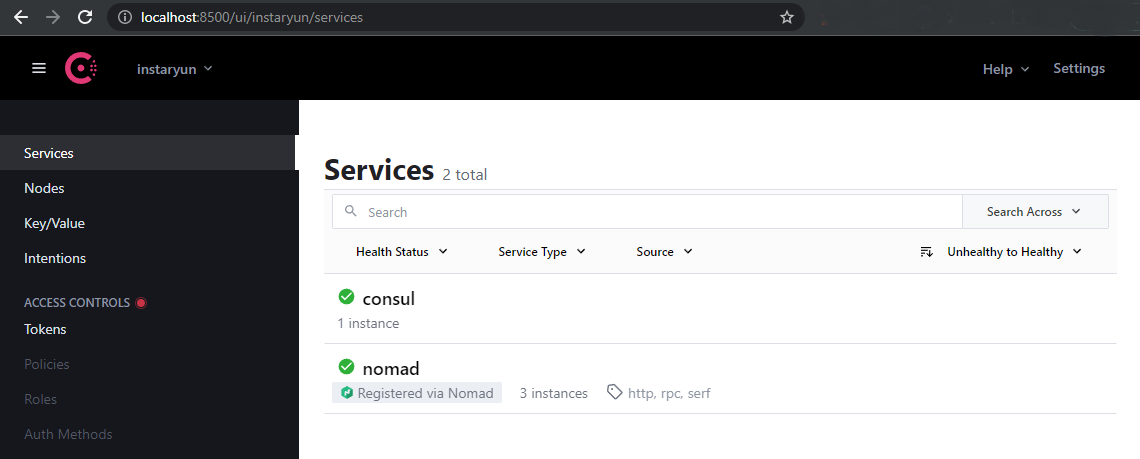 localhost:8500/ui/instaryun/services
instaryun
Help
Settings
Services
Nodes
Key/Value
Intentions
ACCESS CONTROLS
Tokens
Policies
Roles
Auth Methods
Services 2 total
Search
Search Across
Health Status
Service Type
Source
Unhealthy to Healthy
consul
1 instance
nomad
Registered via Nomad 3 instances http, rpc, serf